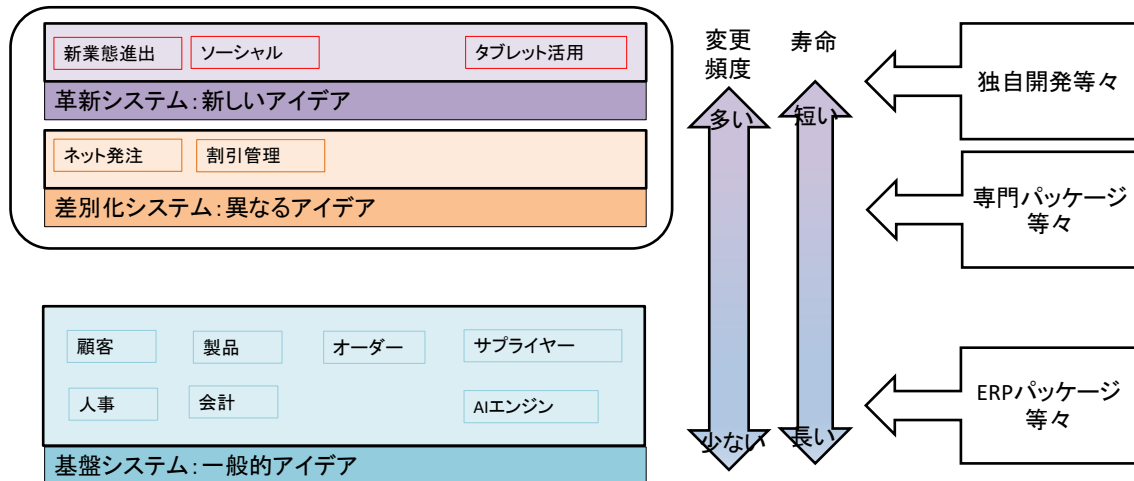 新業態進出
ソーシャル
タブレット活用
革新システム：新しいアイデア
ネット発注
割引管理
差別化システム：異なるアイデア
顧客
製品
オーダー
サプライヤー
人事
会計
AIエンジン
基盤システム：一般的アイデア
変更
頻度
寿命
多い
短い
少ない
長い
独自開発等々
専門パッケージ
等々
ERPパッケージ
等々